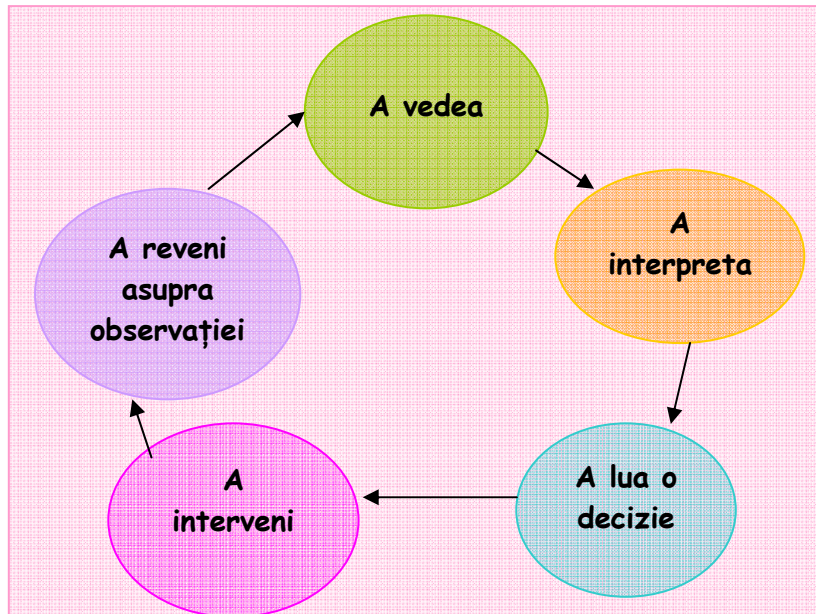 A vedea
A
interpreta
A lua o
decizie
A
interveni
A reveni
asupra
observației